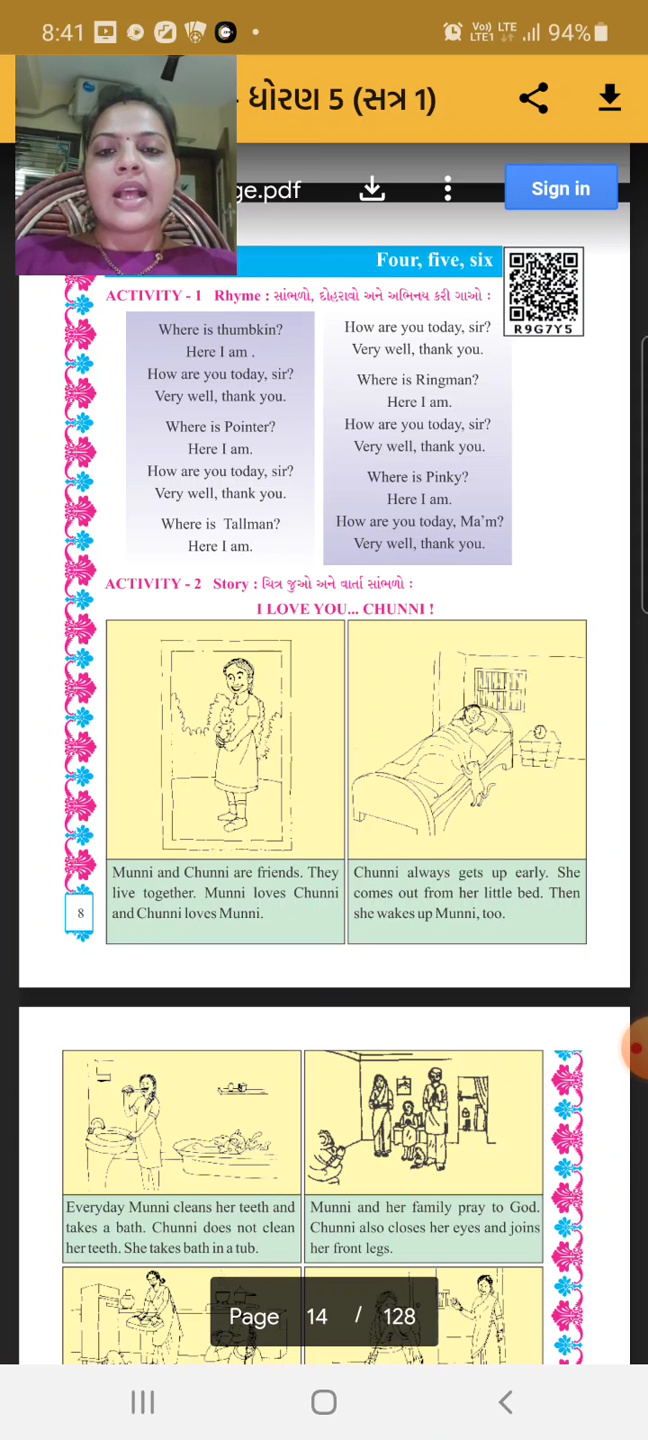 8:41
Vo)) LTE
LTE1
94%
- ધોરણ 5 (સત્ર 1)
ge.pdf
Sign in
Four, five, six
R9G7Y5
ACTIVITY - 1 Rhyme : સાંભળો, દોહરાવો અને અભિનય કરી ગાઓ :
Where is thumbkin?
Here I am .
How are you today, sir?
Very well, thank you.
Where is Pointer?
Here I am.
How are you today, sir?
Very well, thank you.
Where is Tallman?
Here I am.
How are you today, sir?
Very well, thank you.
Where is Ringman?
Here I am.
How are you today, sir?
Very well, thank you.
Where is Pinky?
Here I am.
How are you today, Ma'm?
Very well, thank you.
ACTIVITY - 2 Story : ચિત્ર જુઓ અને વાર્તા સાંભળો :
I LOVE YOU... CHUNNI !
Munni and Chunni are friends. They
live together. Munni loves Chunni
and Chunni loves Munni.
Chunni always gets up early. She
comes out from her little bed. Then
she wakes up Munni, too.
8
Everyday Munni cleans her teeth and
takes a bath. Chunni does not clean
her teeth. She takes bath in a tub.
Munni and her family pray to God.
Chunni also closes her eyes and joins
her front legs.
Page 14 / 128